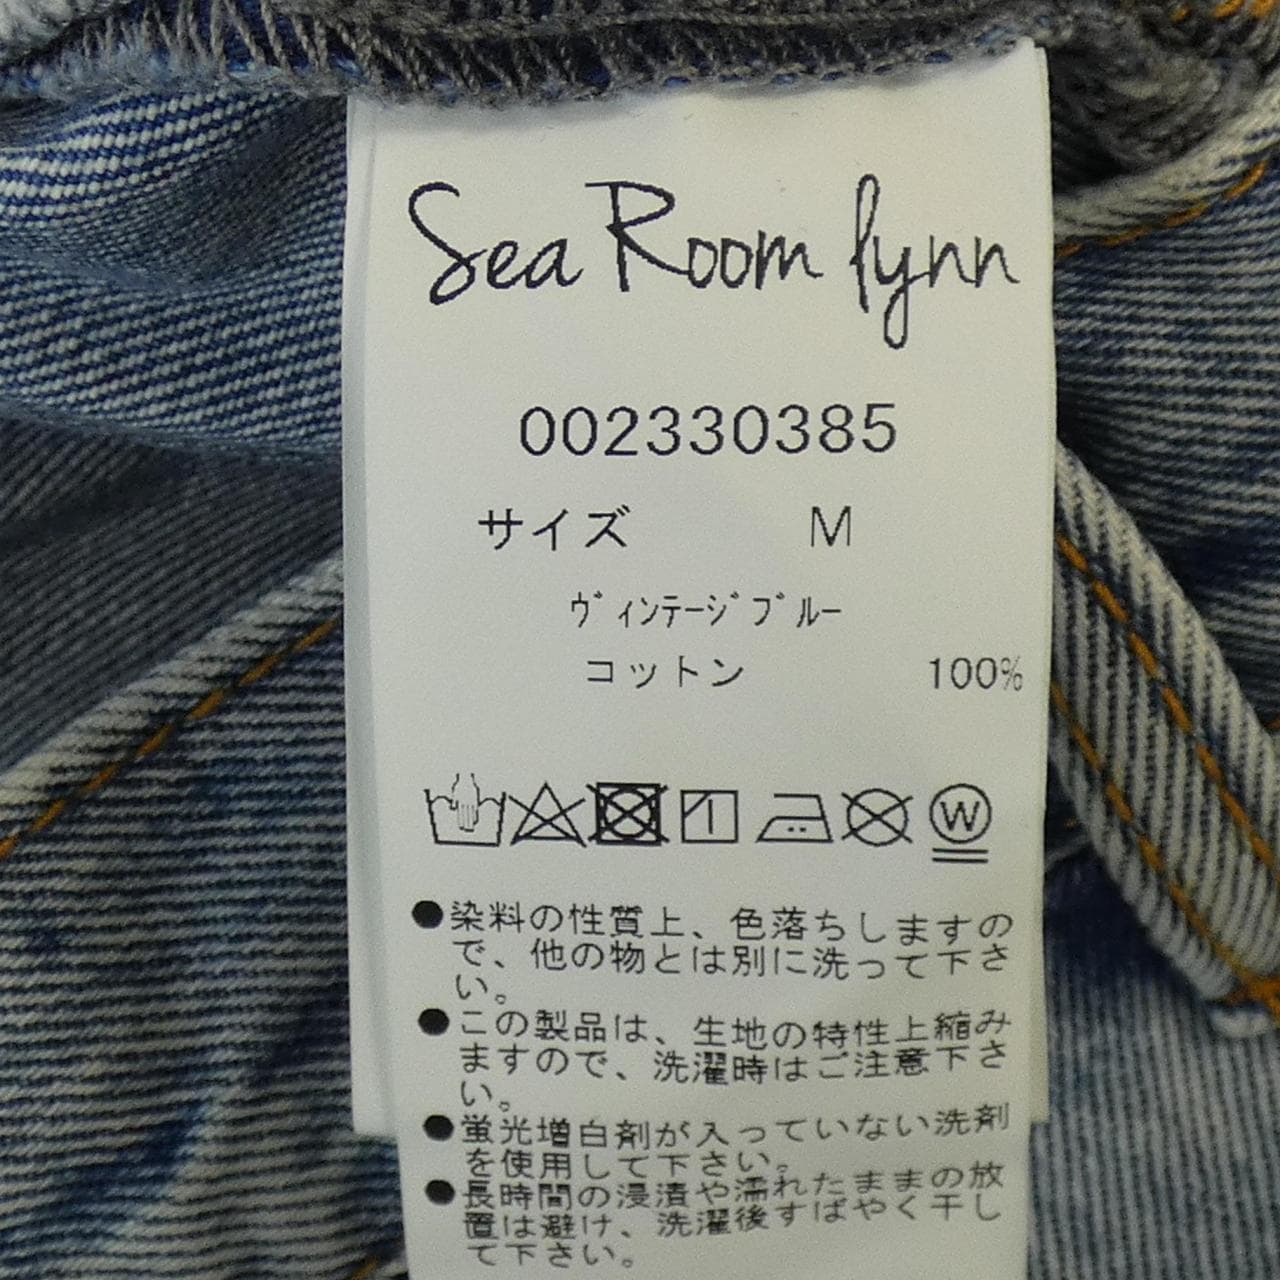 Sea Room lynn
002330385
サイズ M
ヴィンテージブルー
コットン 100%
W
●染料の性質上、色落ちしますの
で、他の物とは別に洗って下さ
い。
●この製品は、生地の特性上縮み
ますので、洗濯時はご注意下さ
い。
●蛍光増白剤が入っていない洗剤
を使用して下さい。
●長時間の浸漬や濡れたままの放
置は避け、洗濯後すばやく干し
て下さい。